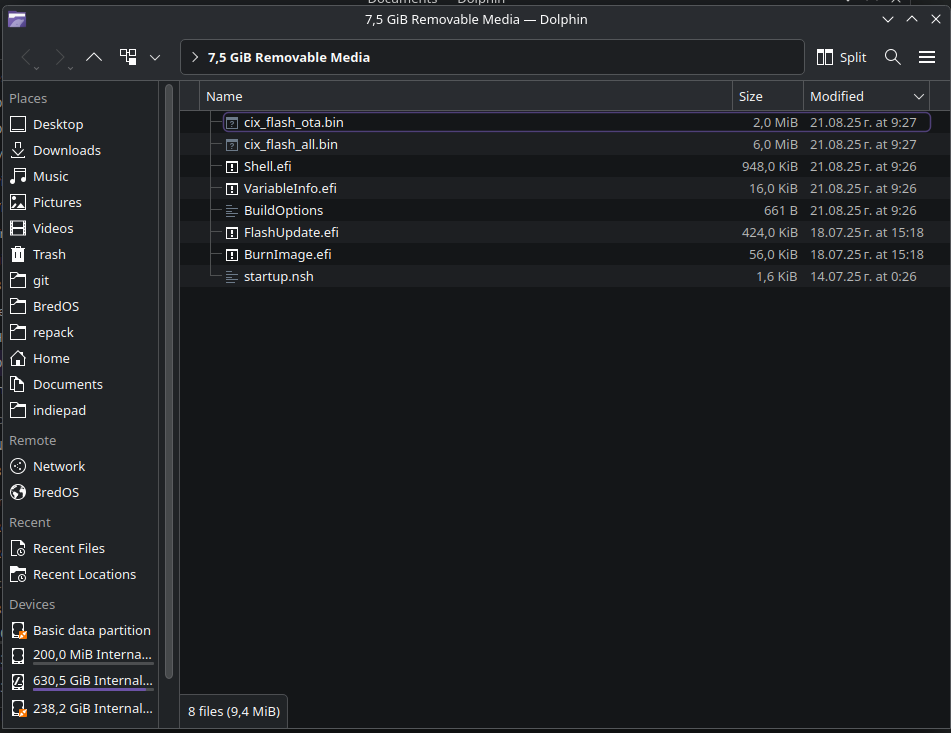 7,5 GiB Removable Media — Dolphin
7,5 GiB Removable Media
Split
Places
Desktop
Downloads
Music
Pictures
Videos
Trash
git
BredOS
repack
Home
Documents
indiepad
Remote
Network
BredOS
Recent
Recent Files
Recent Locations
Devices
Basic data partition
200,0 MiB Interna...
630,5 GiB Internal...
238,2 GiB Internal...
Name Size Modified
cix_flash_ota.bin 2,0 MiB 21.08.25 г. at 9:27
cix_flash_all.bin 6,0 MiB 21.08.25 г. at 9:27
Shell.efi 948,0 KiB 21.08.25 г. at 9:26
VariableInfo.efi 16,0 KiB 21.08.25 г. at 9:26
BuildOptions 661 B 21.08.25 г. at 9:26
FlashUpdate.efi 424,0 KiB 18.07.25 г. at 15:18
BurnImage.efi 56,0 KiB 18.07.25 г. at 15:18
startup.nsh 1,6 KiB 14.07.25 г. at 0:26
8 files (9,4 MiB)